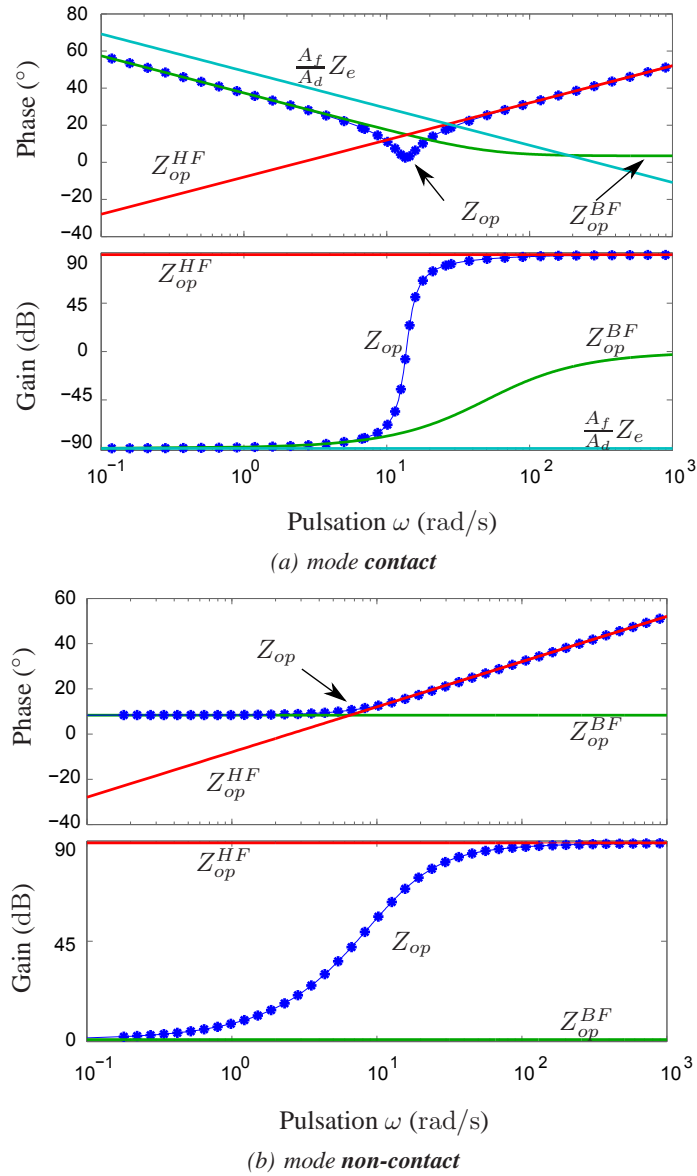 80
60
40
20
0
−20
−40
Phase (°)
A_f/A_d Z_e
Z_op^HF
Z_op
Z_op^BF
90
45
0
−45
−90
Gain (dB)
Z_op^HF
Z_op
Z_op^BF
A_f/A_d Z_e
10^−1 10^0 10^1 10^2 10^3
Pulsation ω (rad/s)
(a) mode contact
60
40
20
0
−20
−40
Phase (°)
Z_op
Z_op^BF
Z_op^HF
90
45
0
Gain (dB)
Z_op^HF
Z_op
Z_op^BF
10^−1 10^0 10^1 10^2 10^3
Pulsation ω (rad/s)
(b) mode non-contact